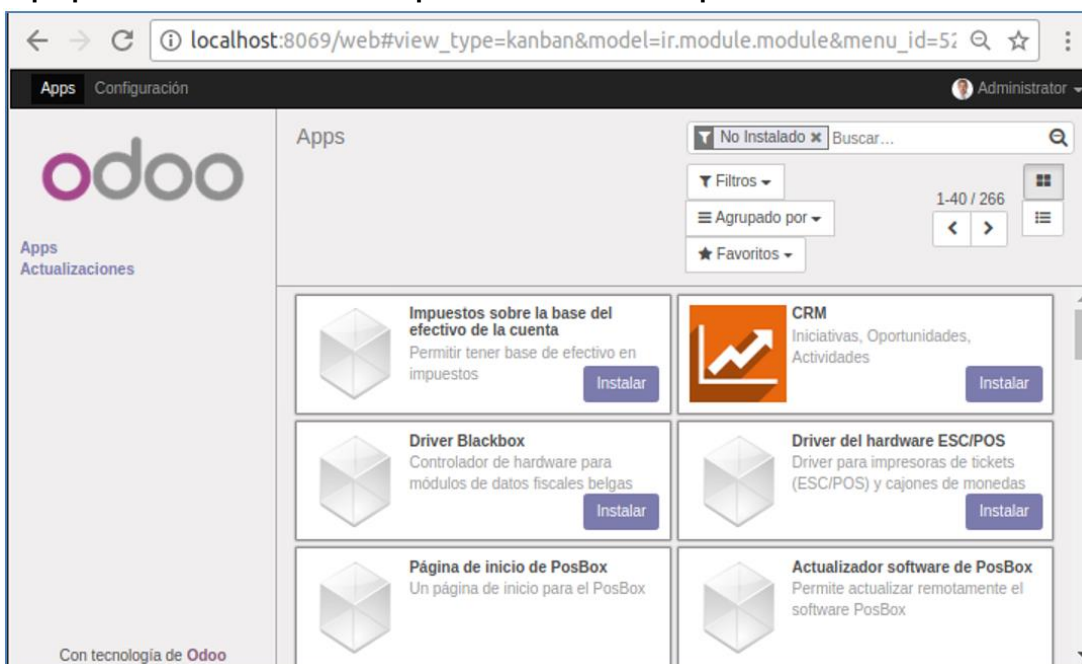 localhost:8069/web#view_type=kanban&model=ir.module.module&menu_id=52
Apps Configuración
Administrator
odoo
Apps
Actualizaciones
Con tecnología de Odoo
Apps
No Instalado × Buscar...
Filtros
Agrupado por
Favoritos
1-40 / 266
Impuestos sobre la base del
efectivo de la cuenta
Permitir tener base de efectivo en
impuestos
Instalar
CRM
Iniciativas, Oportunidades,
Actividades
Instalar
Driver Blackbox
Controlador de hardware para
módulos de datos fiscales belgas
Instalar
Driver del hardware ESC/POS
Driver para impresoras de tickets
(ESC/POS) y cajones de monedas
Instalar
Página de inicio de PosBox
Un página de inicio para el PosBox
Actualizador software de PosBox
Permite actualizar remotamente el
software PosBox